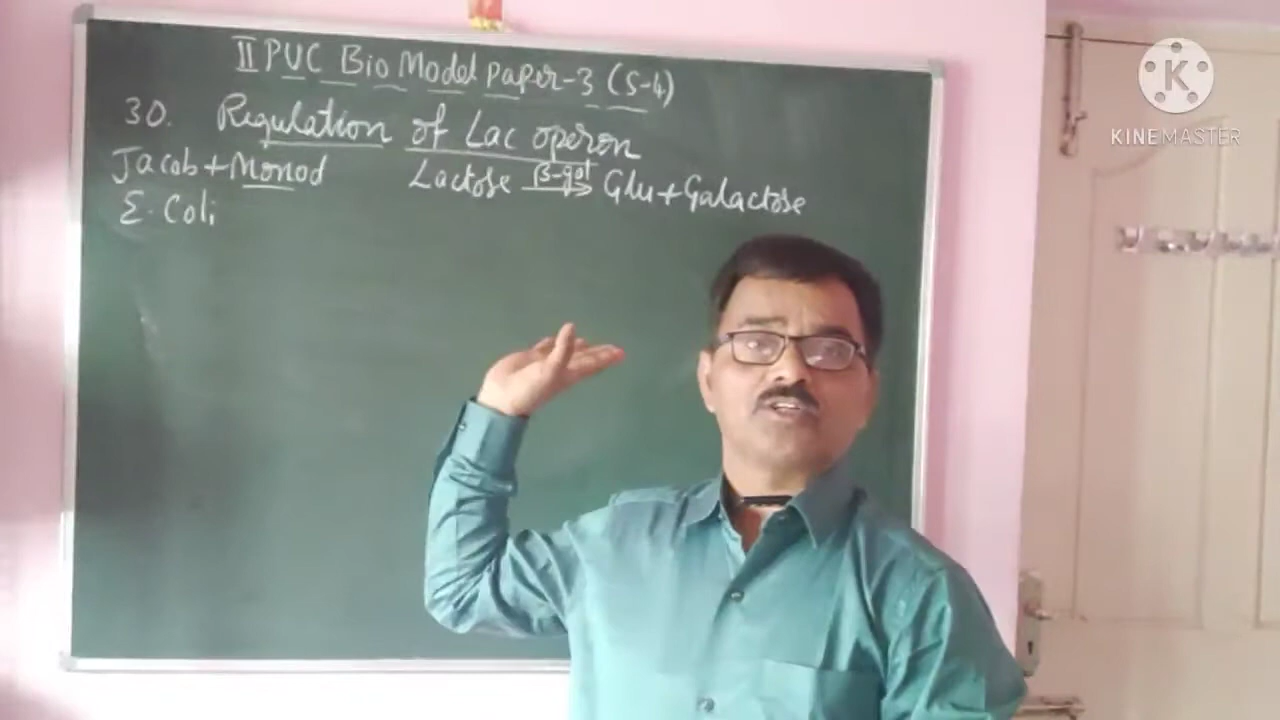 II PUC Bio Model Paper-3 (S-4)
30. Regulation of Lac operon
Jacob + Monod Lactose β-gal Glu + Galactose
E. Coli
K
KINEMASTER